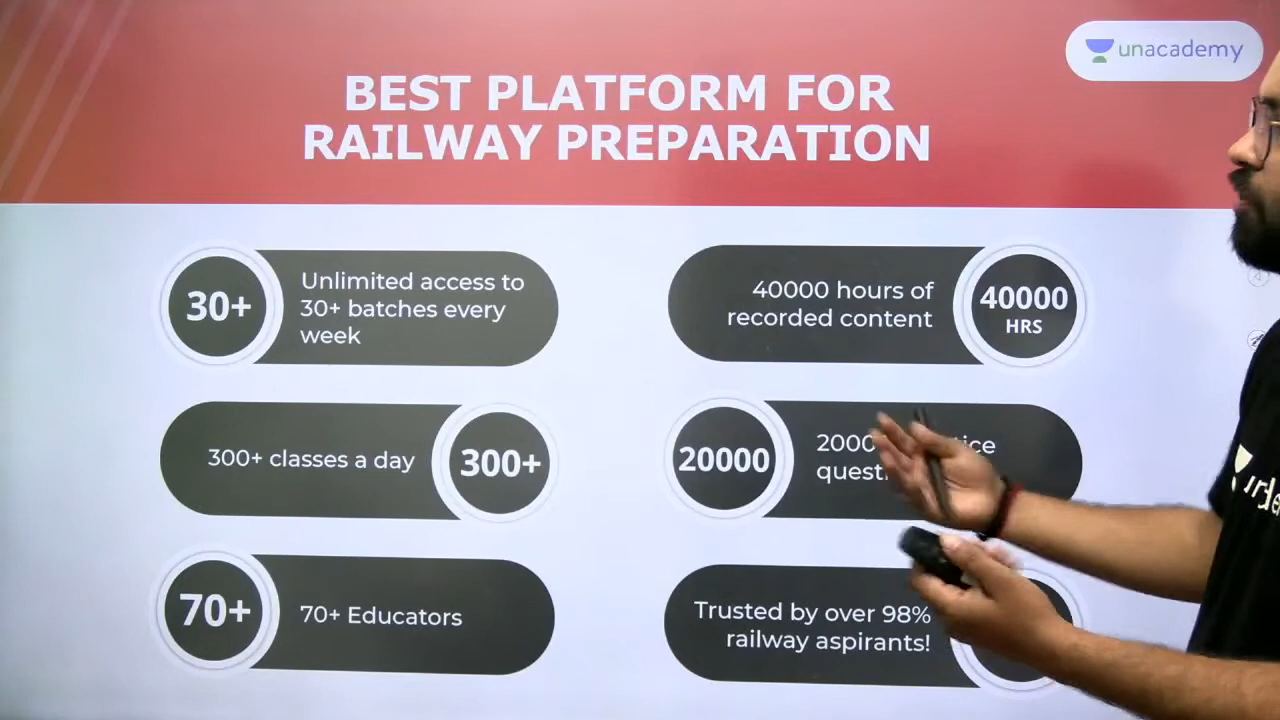 unacademy
BEST PLATFORM FOR
RAILWAY PREPARATION
30+
Unlimited access to
30+ batches every
week
40000 hours of
recorded content
40000
HRS
300+ classes a day
300+
20000
70+
70+ Educators
Trusted by over 98%
railway aspirants!